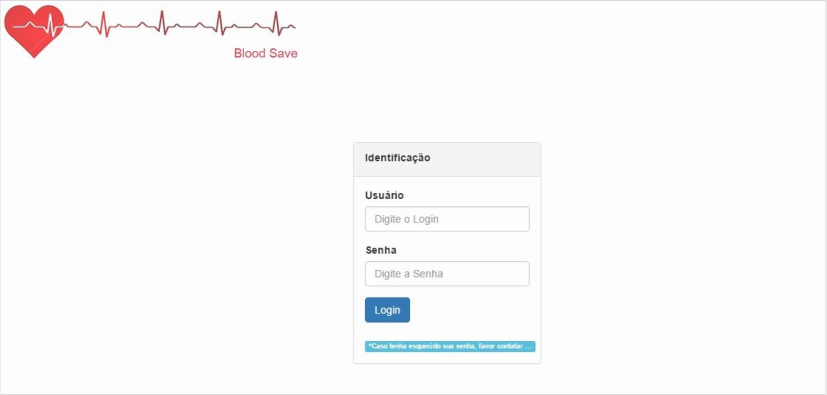 Blood Save
Identificação
Usuário
Digite o Login
Senha
Digite a Senha
Login
*Caso tenha esquecido sua senha, favor contatar ...